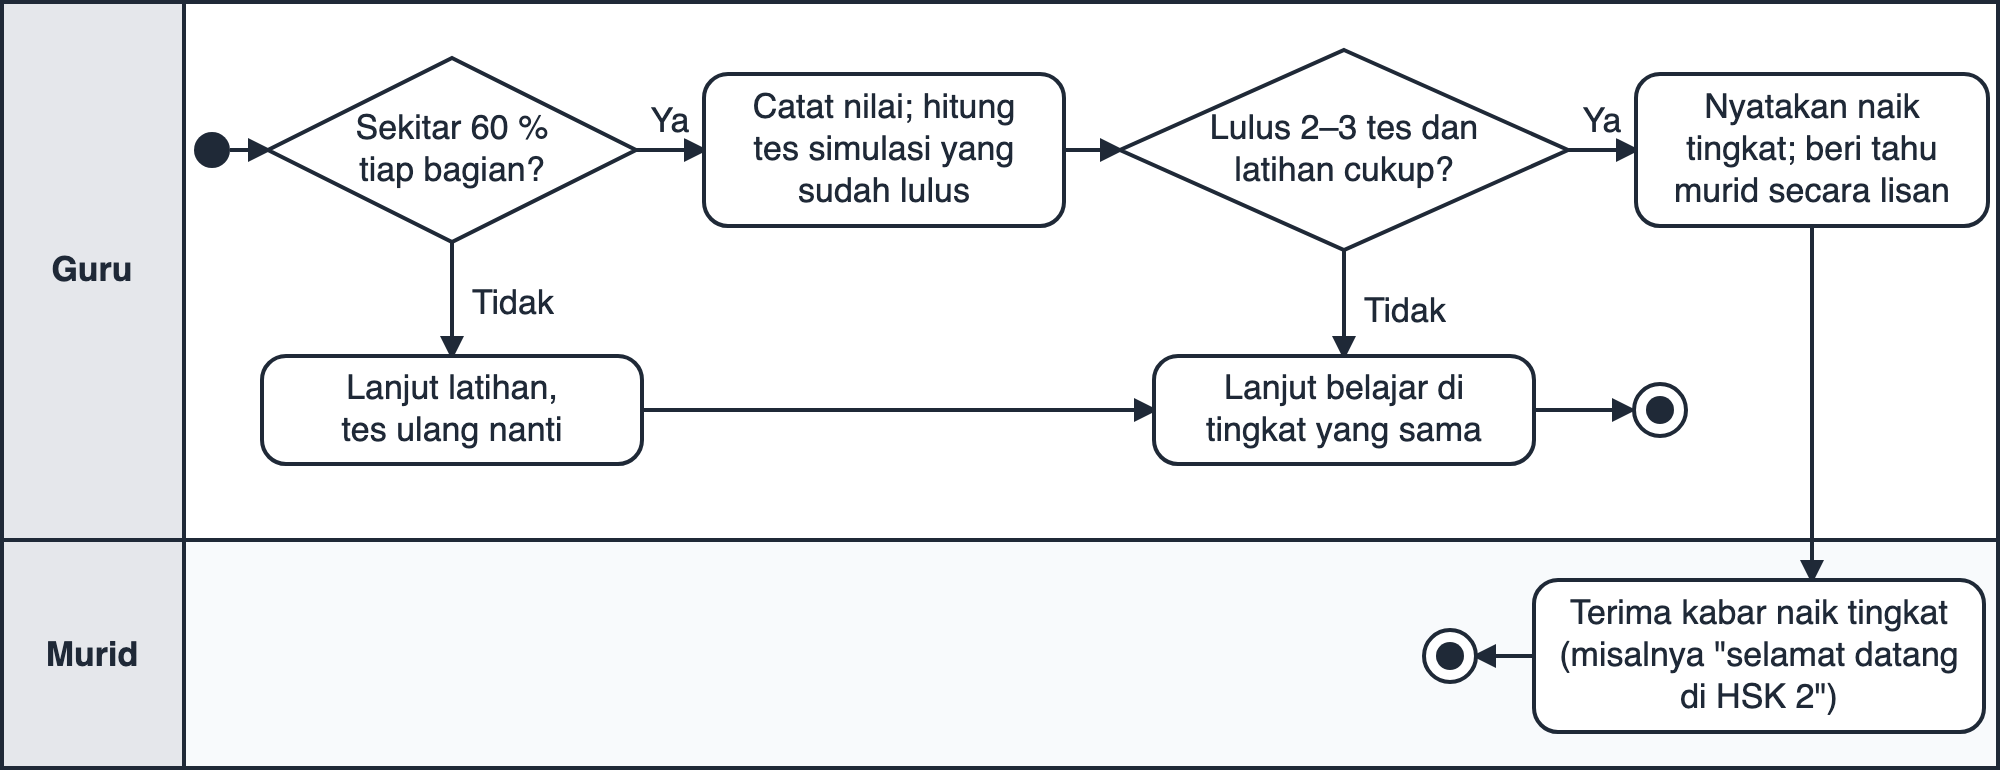 Guru
Sekitar 60 %
tiap bagian?
Ya
Catat nilai; hitung
tes simulasi yang
sudah lulus
Lulus 2–3 tes dan
latihan cukup?
Ya
Nyatakan naik
tingkat; beri tahu
murid secara lisan
Tidak
Tidak
Lanjut latihan,
tes ulang nanti
Lanjut belajar di
tingkat yang sama
Murid
Terima kabar naik tingkat
(misalnya "selamat datang
di HSK 2")